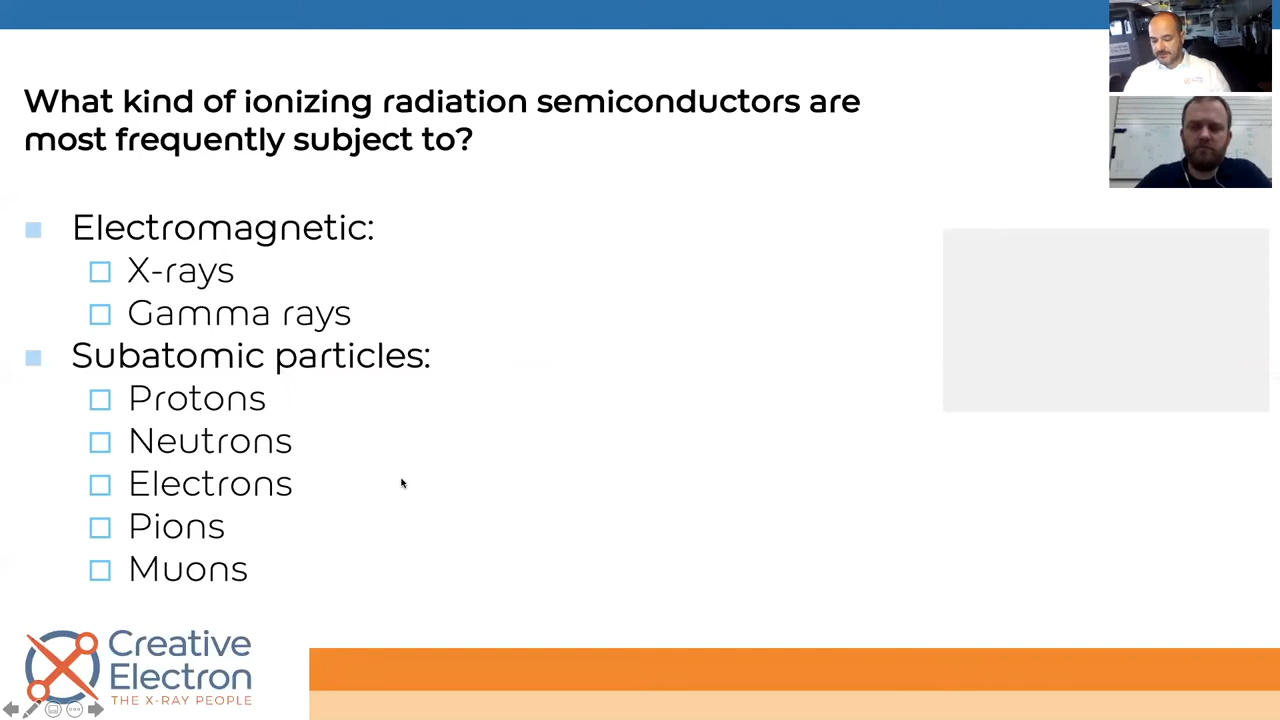 What kind of ionizing radiation semiconductors are
most frequently subject to?
Electromagnetic:
X-rays
Gamma rays
Subatomic particles:
Protons
Neutrons
Electrons
Pions
Muons
Creative
Electron
THE X-RAY PEOPLE